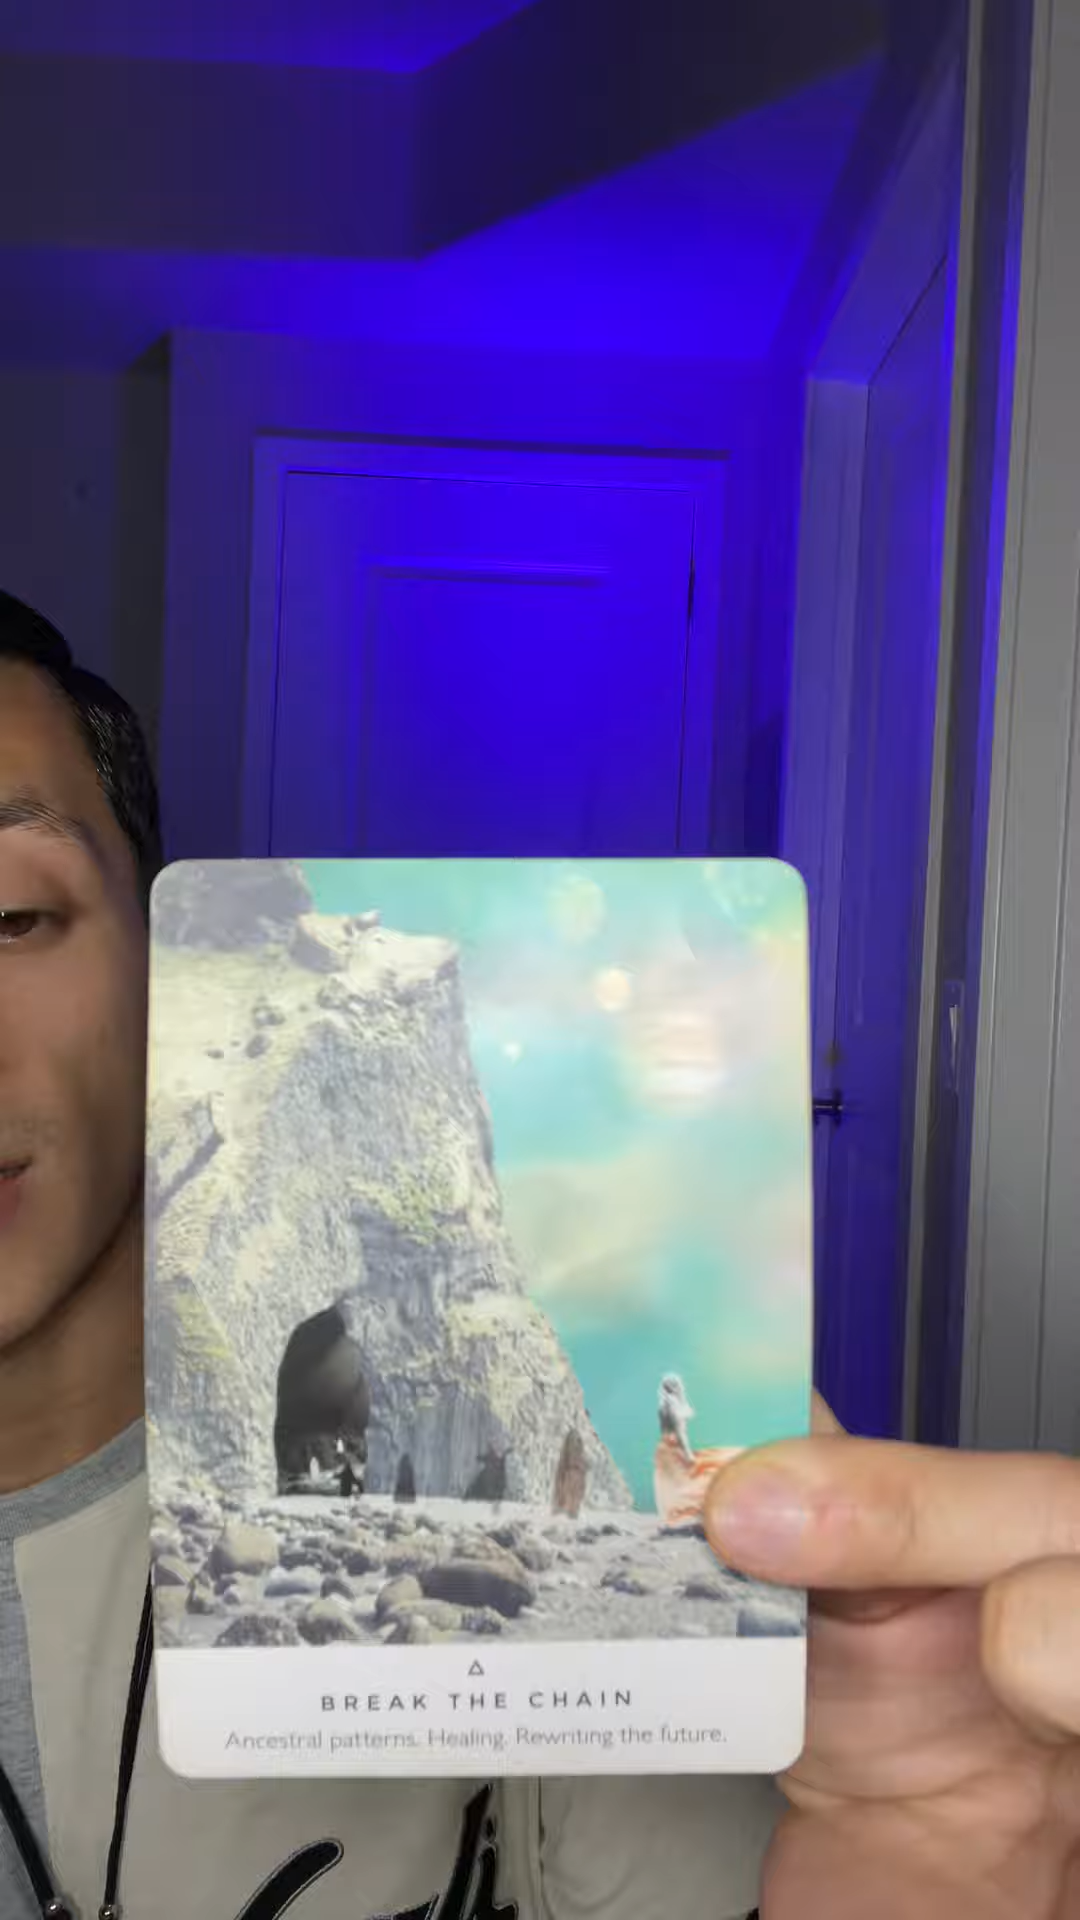 BREAK THE CHAIN
Ancestral patterns. Healing. Rewriting the future.